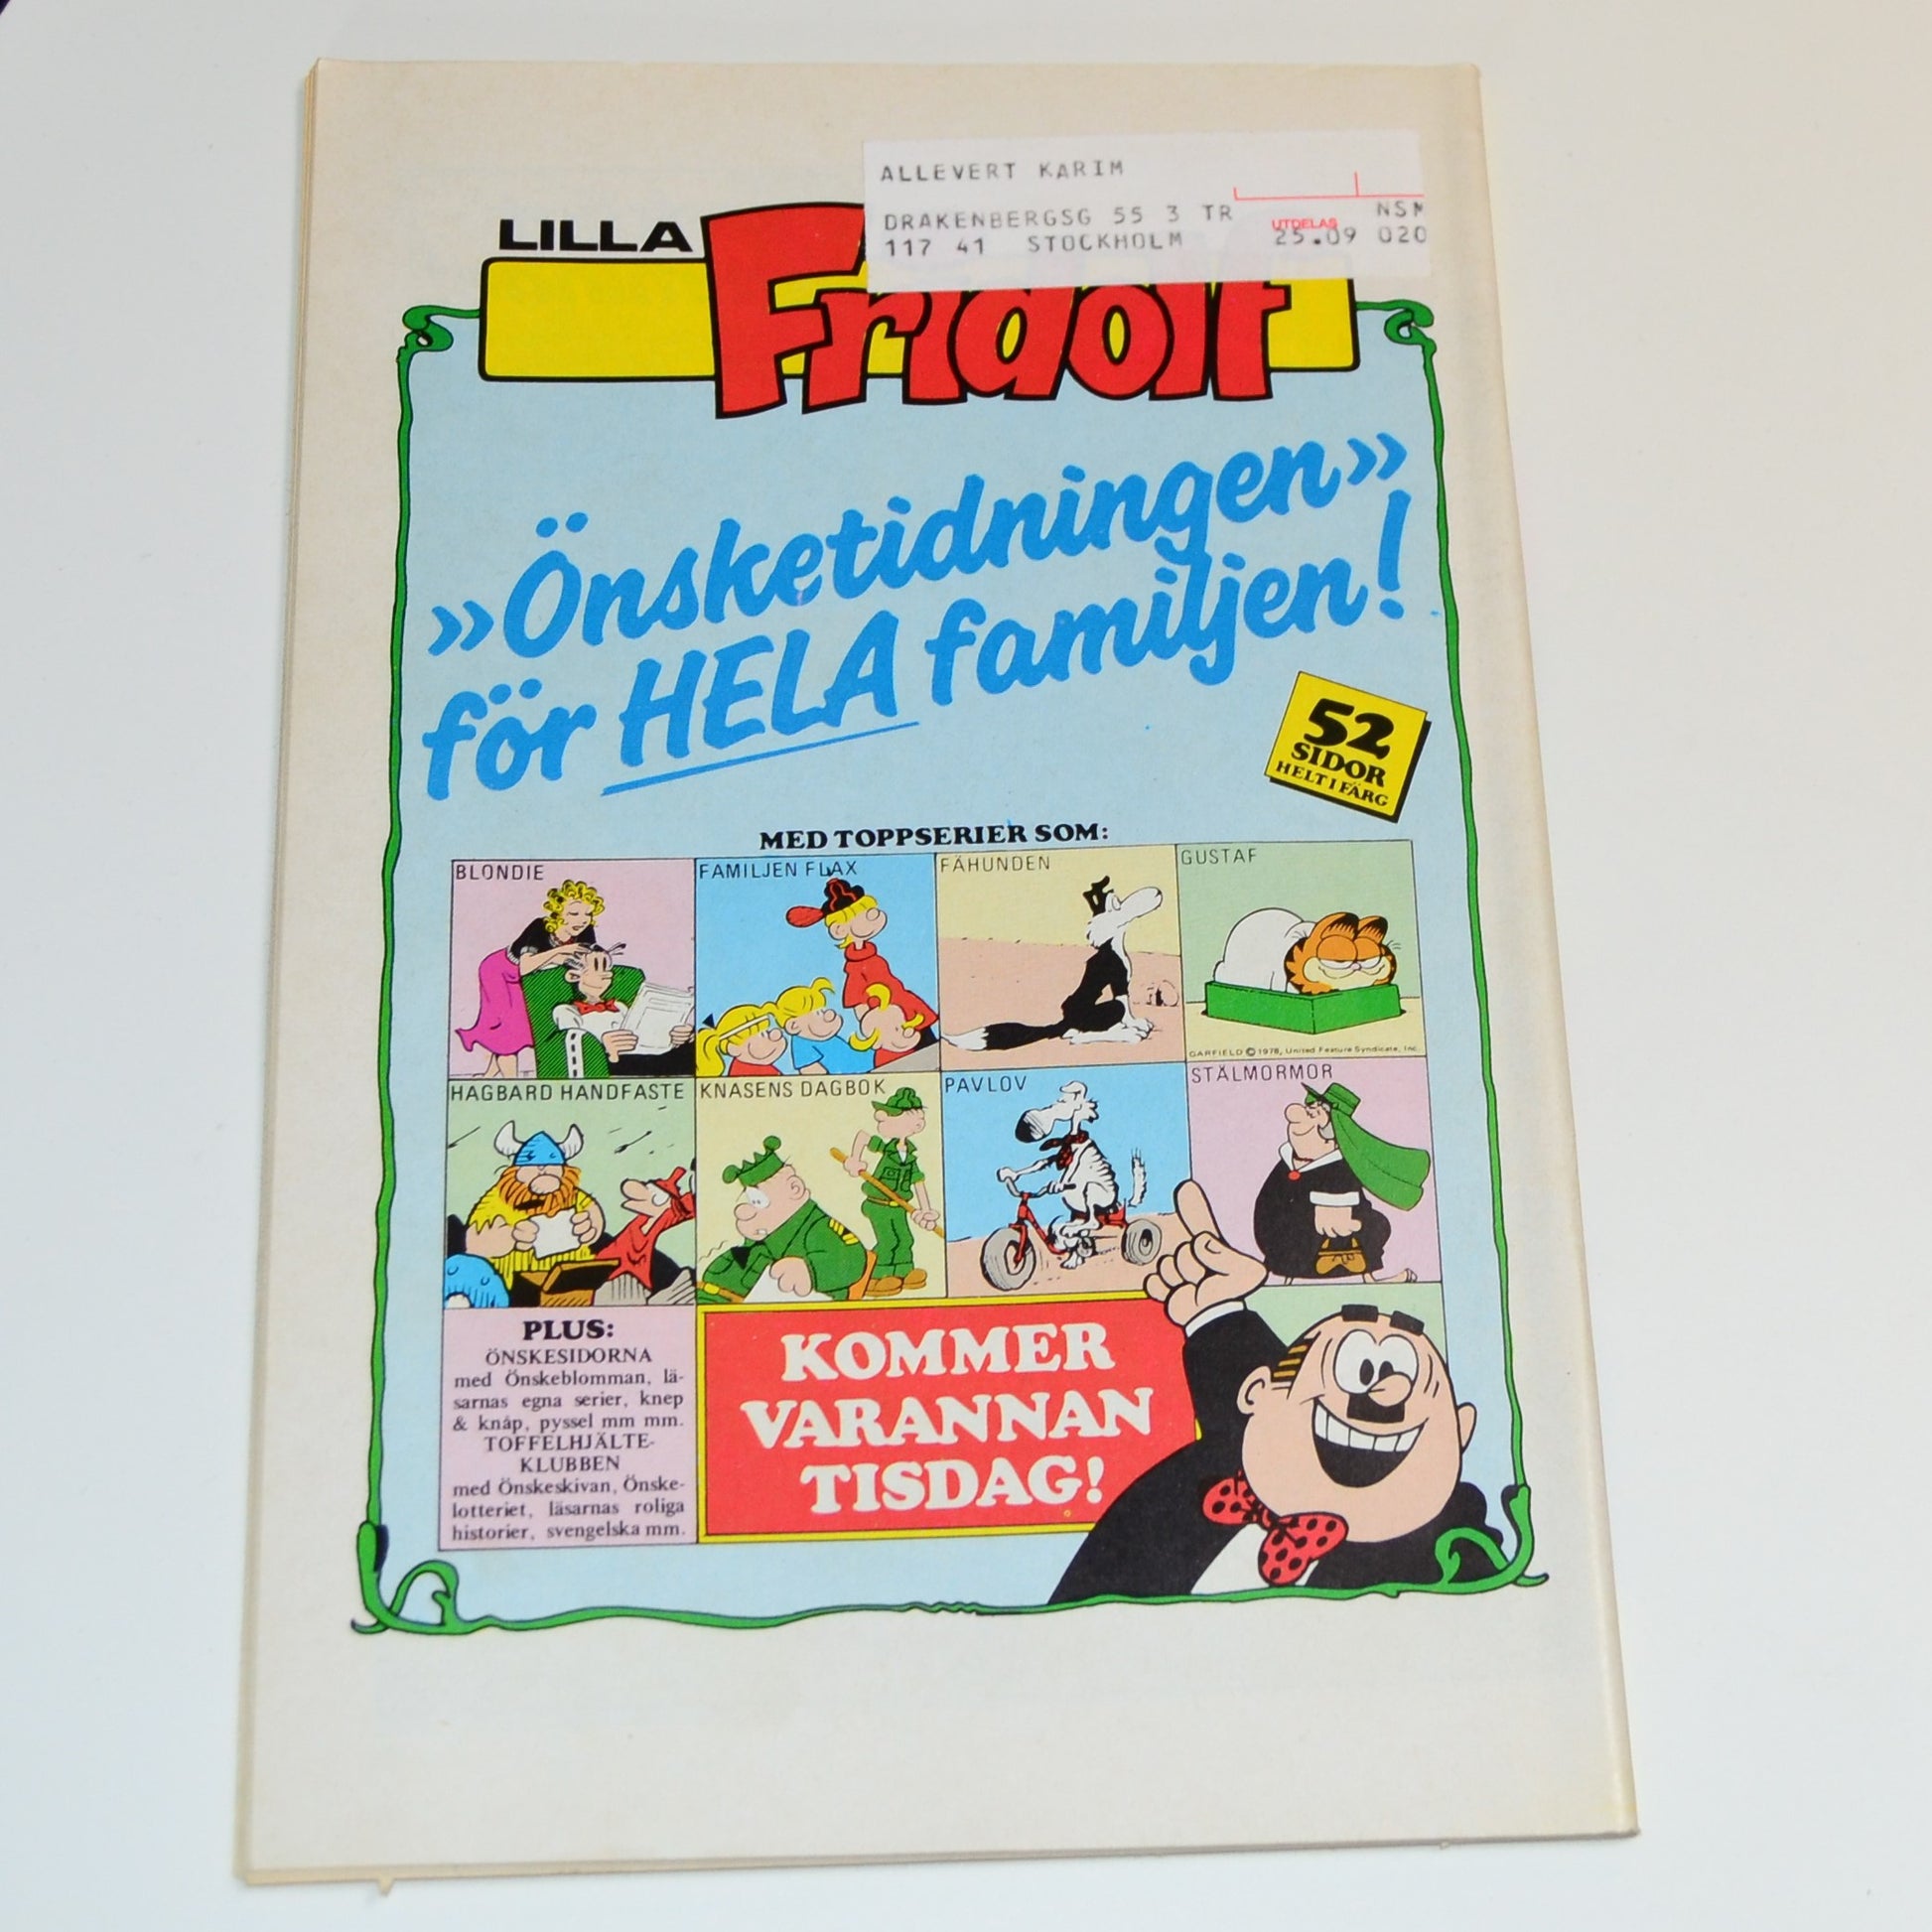 ALLEVERT KARIM
DRAKENBERGSG 55 3 TR
117 41 STOCKHOLM
UTDELAS
25.09 020
LILLA
Fridolf
»Önsketidningen»
för HELA familjen!
52
SIDOR
HELT I FÄRG
MED TOPPSERIER SOM:
BLONDIE
FAMILJEN FLAX
FÄHUNDEN
GUSTAF
GARFIELD © 1978, United Feature Syndicate, Inc.
HAGBARD HANDFASTE
KNASENS DAGBOK
PAVLOV
STÅLMORMOR
PLUS:
ÖNSKESIDORNA
med Önskeblomman, lä-
sarnas egna serier, knep
& knåp, pyssel mm mm.
TOFFELHJÄLTE-
KLUBBEN
med Önskeskivan, Önske-
lotteriet, läsarnas roliga
historier, svengelska mm.
KOMMER
VARANNAN
TISDAG!